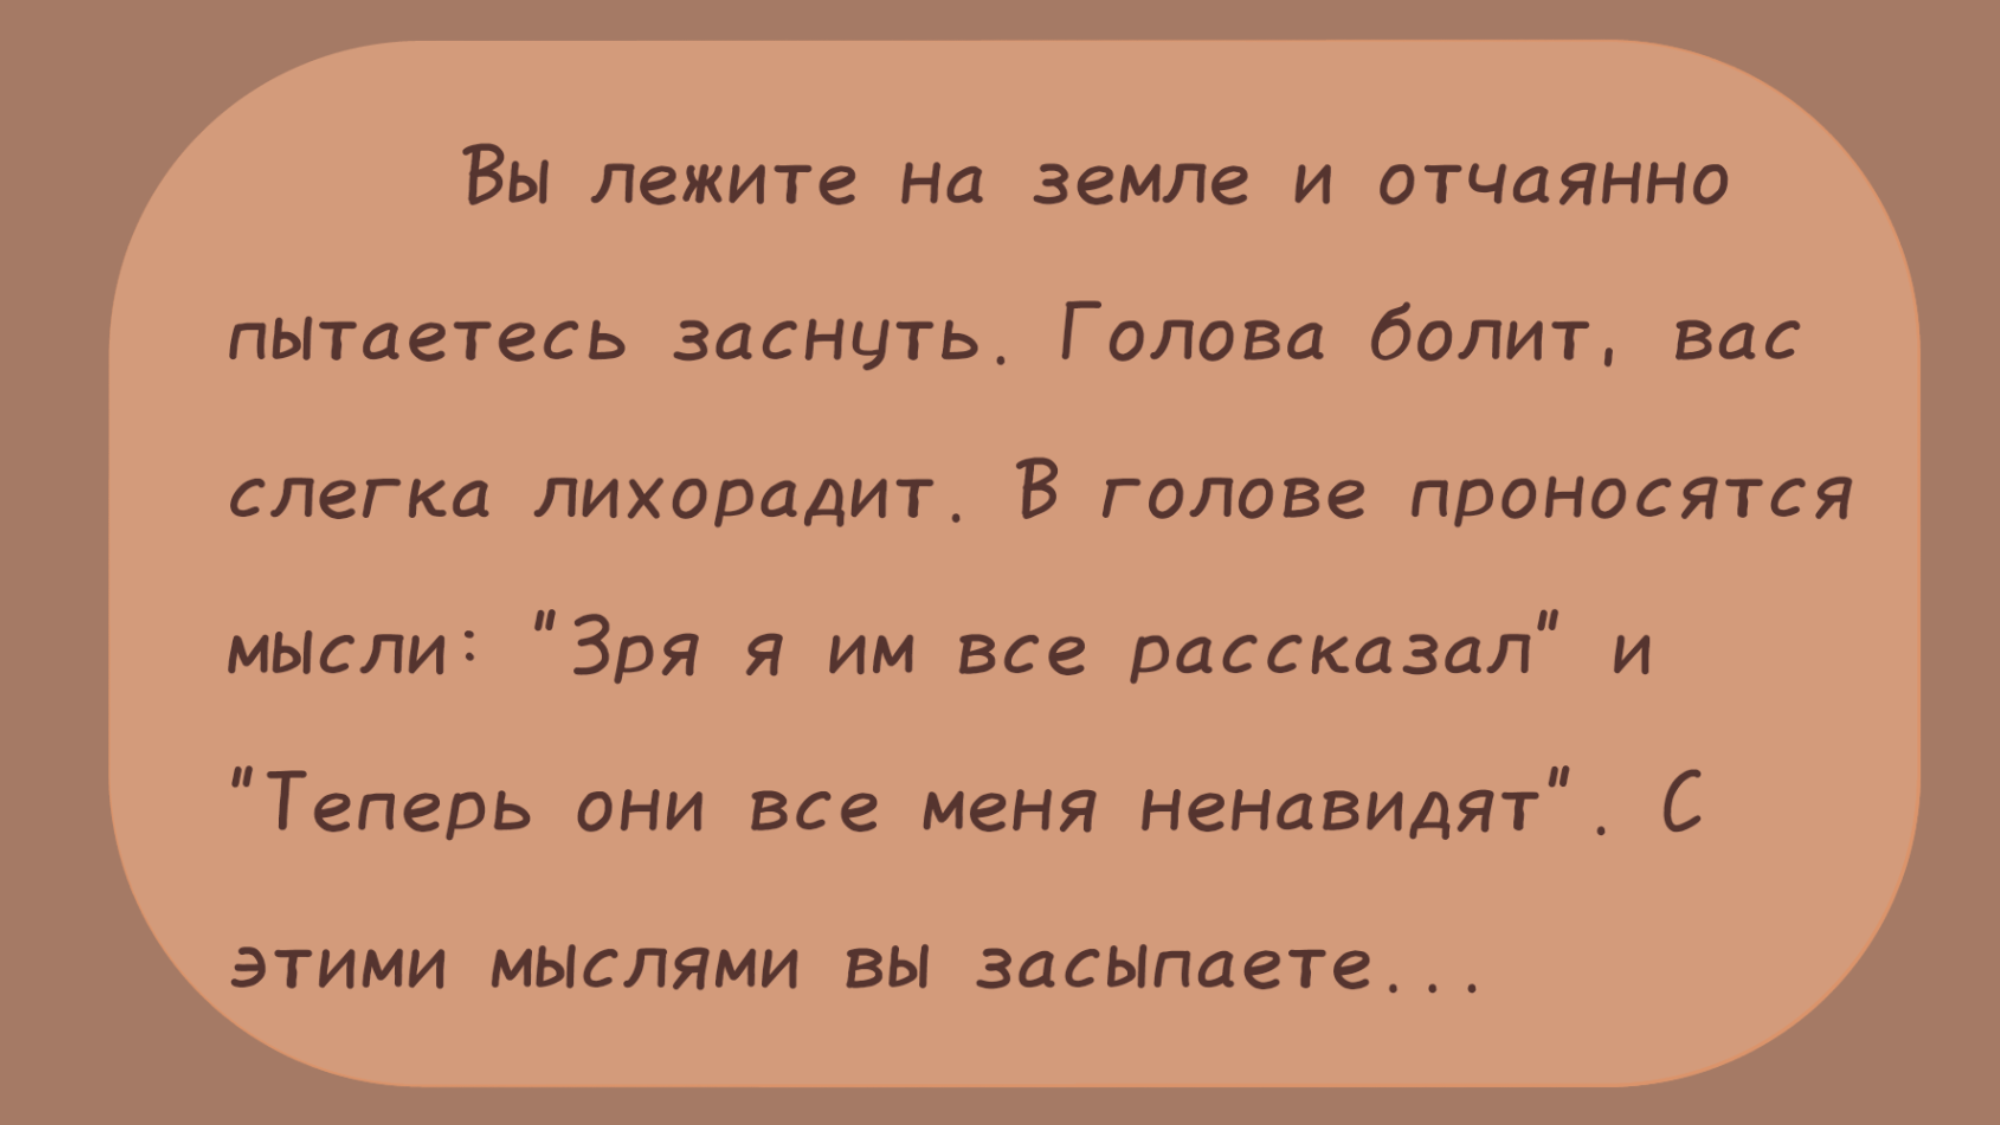 Вы лежите на земле и отчаянно
пытаетесь заснуть. Голова болит, вас
слегка лихорадит. В голове проносятся
мысли: "Зря я им все рассказал" и
"Теперь они все меня ненавидят". С
этими мыслями вы засыпаете...